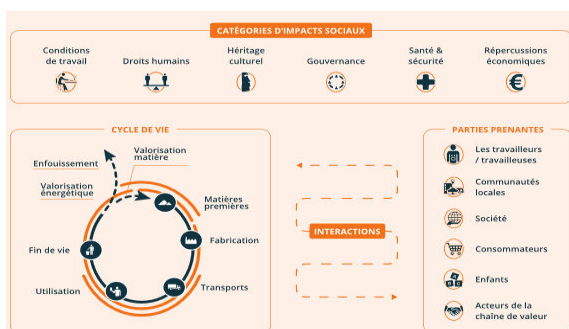 CATÉGORIES D'IMPACTS SOCIAUX
Conditions
de travail
Droits humains
Héritage
culturel
Gouvernance
Santé &
sécurité
Répercussions
économiques
CYCLE DE VIE
Enfouissement
Valorisation
matière
Valorisation
énergétique
Matières
premières
Fabrication
Transports
Utilisation
Fin de vie
INTERACTIONS
PARTIES PRENANTES
Les travailleurs
/ travailleuses
Communautés
locales
Société
Consommateurs
Enfants
Acteurs de la
chaîne de valeur